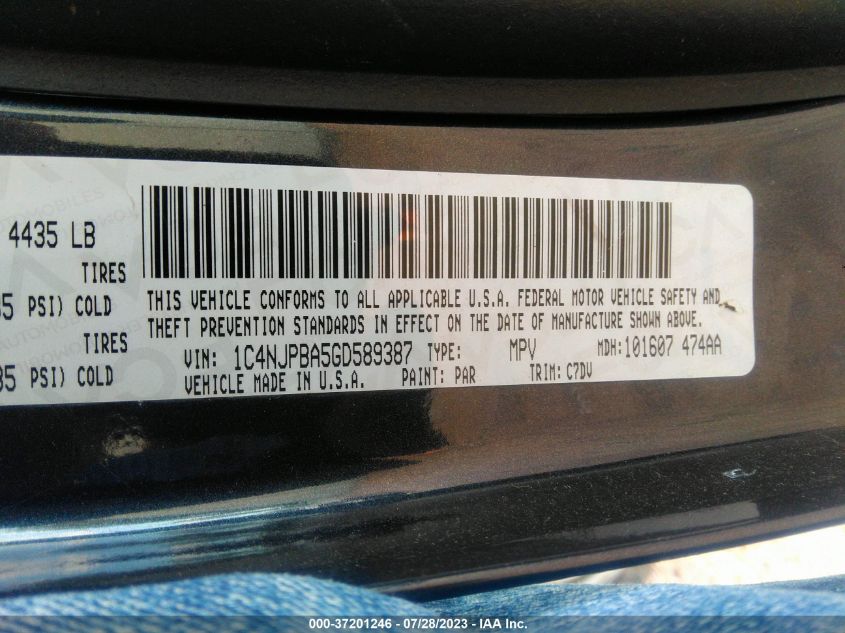 4435 LB
TIRES
35 PSI) COLD
TIRES
35 PSI) COLD
THIS VEHICLE CONFORMS TO ALL APPLICABLE U.S.A. FEDERAL MOTOR VEHICLE SAFETY AND
THEFT PREVENTION STANDARDS IN EFFECT ON THE DATE OF MANUFACTURE SHOWN ABOVE.
VIN: 1C4NJPBA5GD589387 TYPE: MPV MDH:101607 474AA
VEHICLE MADE IN U.S.A. PAINT: PAR TRIM: C7DV
000-37201246 - 07/28/2023 - IAA Inc.